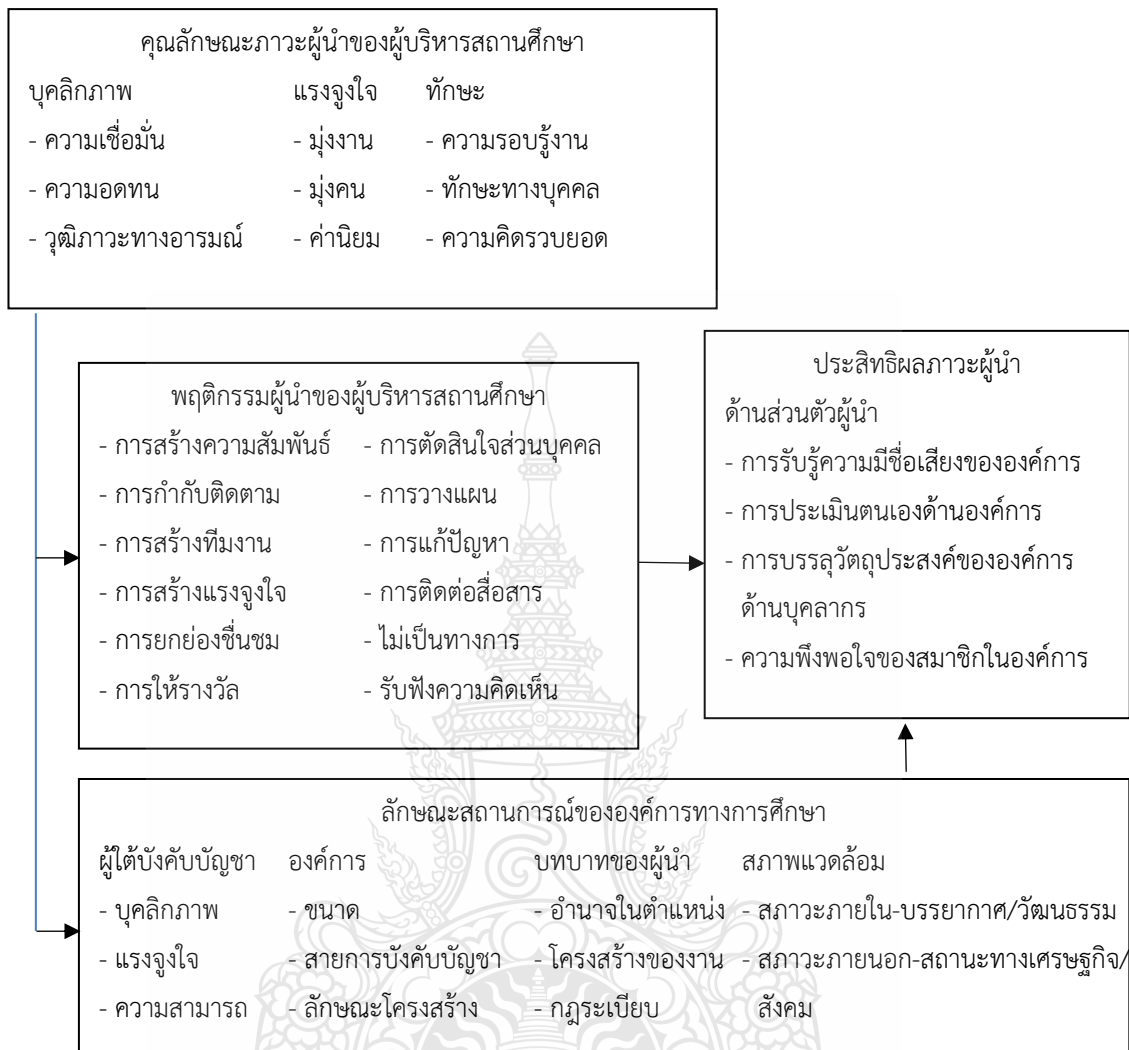 คุณลักษณะภาวะผู้นำของผู้บริหารสถานศึกษา
บุคลิกภาพ แรงจูงใจ ทักษะ
- ความเชื่อมั่น - มุ่งงาน - ความรอบรู้งาน
- ความอดทน - มุ่งคน - ทักษะทางบุคคล
- วุฒิภาวะทางอารมณ์ - ค่านิยม - ความคิดรวบยอด
พฤติกรรมผู้นำของผู้บริหารสถานศึกษา
- การสร้างความสัมพันธ์ - การตัดสินใจส่วนบุคคล
- การกำกับติดตาม - การวางแผน
- การสร้างทีมงาน - การแก้ปัญหา
- การสร้างแรงจูงใจ - การติดต่อสื่อสาร
- การยกย่องชื่นชม - ไม่เป็นทางการ
- การให้รางวัล - รับฟังความคิดเห็น
ประสิทธิผลภาวะผู้นำ
ด้านส่วนตัวผู้นำ
- การรับรู้ความมีชื่อเสียงขององค์การ
- การประเมินตนเองด้านองค์การ
- การบรรลุวัตถุประสงค์ขององค์การ
ด้านบุคลากร
- ความพึงพอใจของสมาชิกในองค์การ
ลักษณะสถานการณ์ขององค์การทางการศึกษา
ผู้ใต้บังคับบัญชา องค์การ บทบาทของผู้นำ สภาพแวดล้อม
- บุคลิกภาพ - ขนาด - อำนาจในตำแหน่ง - สภาวะภายใน-บรรยากาศ/วัฒนธรรม
- แรงจูงใจ - สายการบังคับบัญชา - โครงสร้างของงาน - สภาวะภายนอก-สถานะทางเศรษฐกิจ/
- ความสามารถ - ลักษณะโครงสร้าง - กฎระเบียบ สังคม